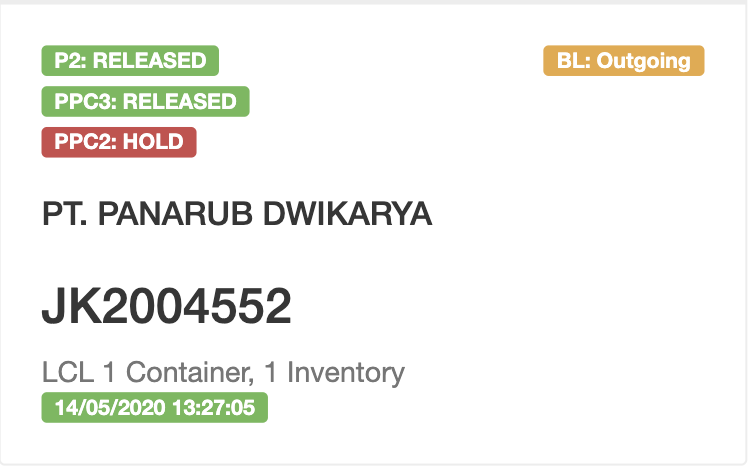 P2: RELEASED
BL: Outgoing
PPC3: RELEASED
PPC2: HOLD
PT. PANARUB DWIKARYA
JK2004552
LCL 1 Container, 1 Inventory
14/05/2020 13:27:05